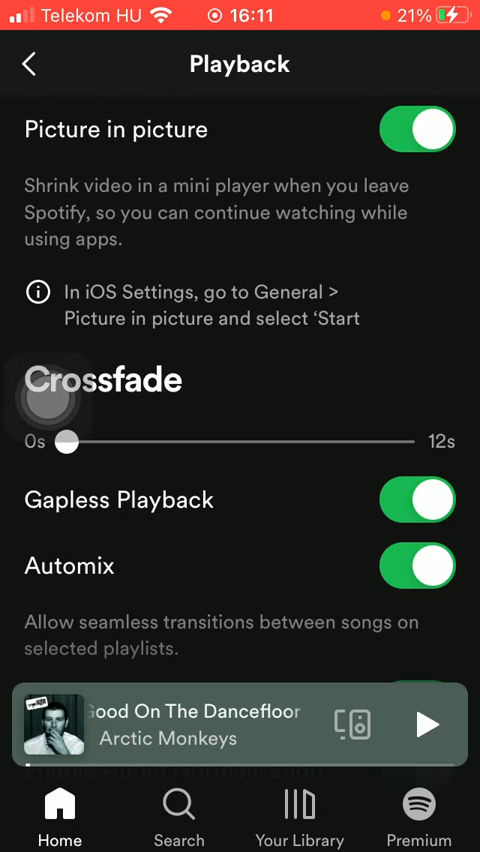 Telekom HU 16:11 21%
Playback
Picture in picture
Shrink video in a mini player when you leave
Spotify, so you can continue watching while
using apps.
In iOS Settings, go to General >
Picture in picture and select ‘Start
Crossfade
0s 12s
Gapless Playback
Automix
Allow seamless transitions between songs on
selected playlists.
Good On The Dancefloor
Arctic Monkeys
Enable Audio Normalisation
Home Search Your Library Premium